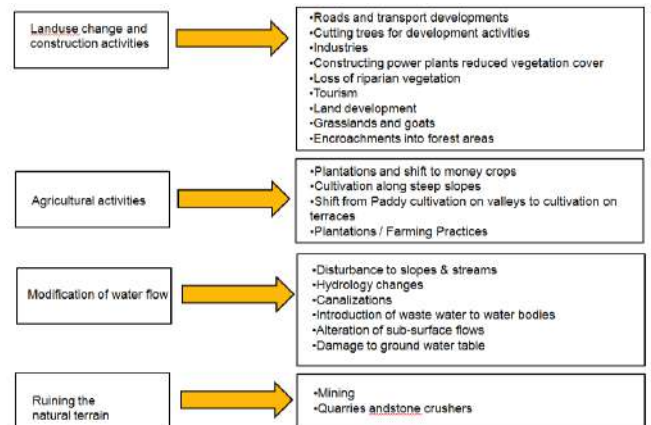 Landuse change and
construction activities
•Roads and transport developments
•Cutting trees for development activities
•Industries
•Constructing power plants reduced vegetation cover
•Loss of riparian vegetation
•Tourism
•Land development
•Grasslands and goats
•Encroachments into forest areas
Agricultural activities
•Plantations and shift to money crops
•Cultivation along steep slopes
•Shift from Paddy cultivation on valleys to cultivation on
terraces
•Plantations / Farming Practices
Modification of water flow
•Disturbance to slopes & streams
•Hydrology changes
•Canalizations
•Introduction of waste water to water bodies
•Alteration of sub-surface flows
•Damage to ground water table
Ruining the
natural terrain
•Mining
•Quarries andstone crushers